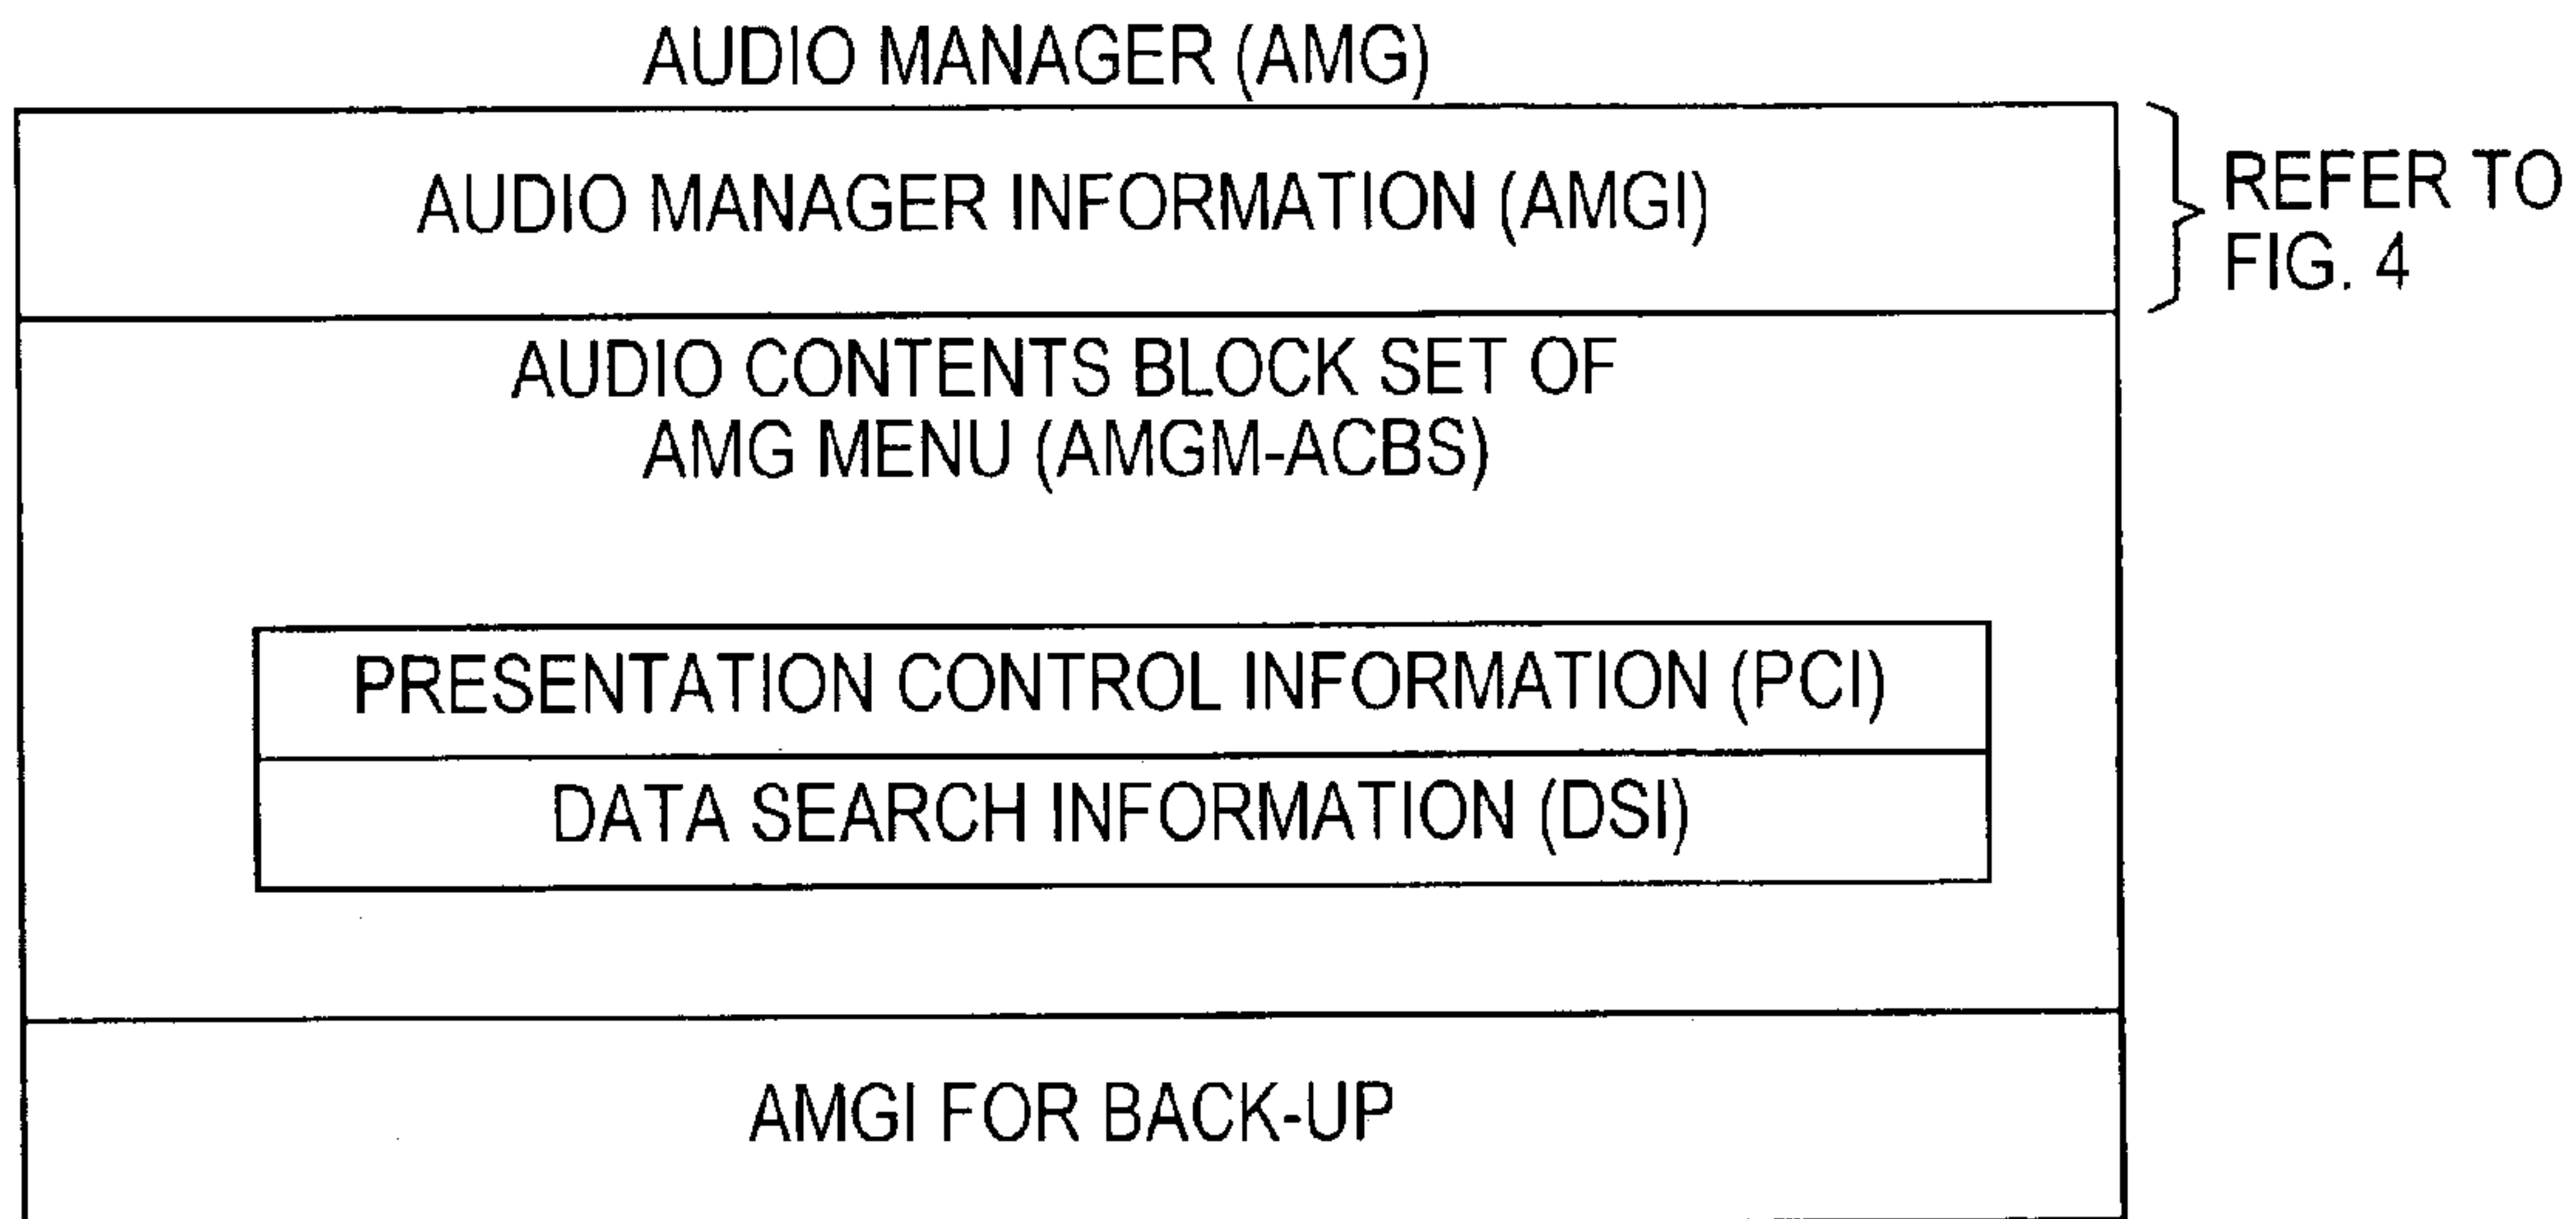 AUDIO MANAGER (AMG)
AUDIO MANAGER INFORMATION (AMGI)
REFER TO
FIG. 4
AUDIO CONTENTS BLOCK SET OF
AMG MENU (AMGM-ACBS)
PRESENTATION CONTROL INFORMATION (PCI)
DATA SEARCH INFORMATION (DSI)
AMGI FOR BACK-UP